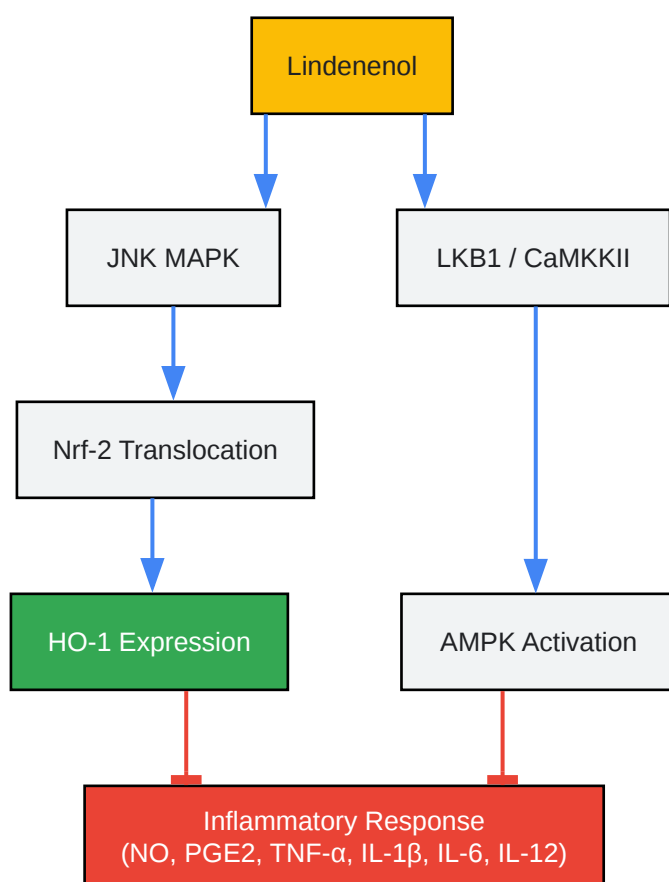 Lindenenol
JNK MAPK
LKB1 / CaMKKII
Nrf-2 Translocation
HO-1 Expression
AMPK Activation
Inflammatory Response
(NO, PGE2, TNF-α, IL-1β, IL-6, IL-12)